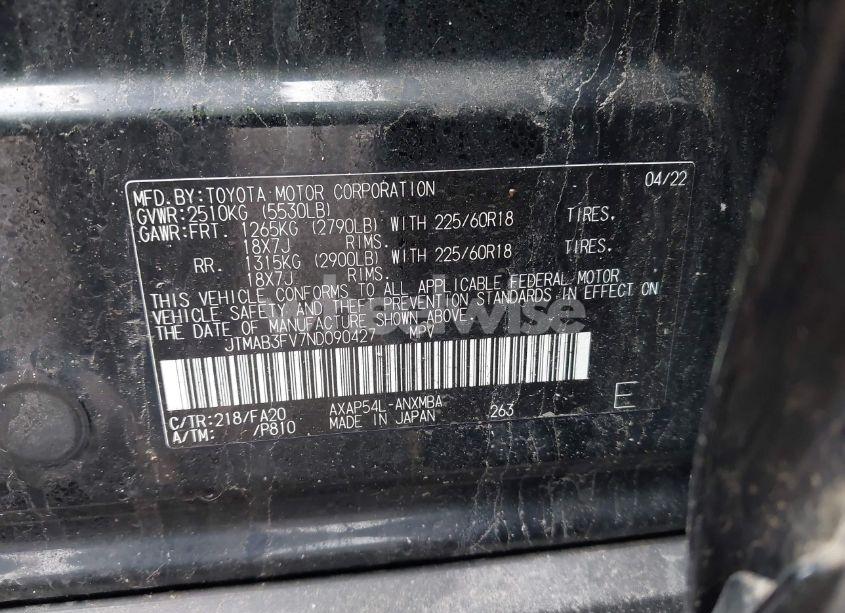 MFD.BY:TOYOTA MOTOR CORPORATION 04/22
GVWR:2510KG (5530LB)
GAWR:FRT. 1265KG (2790LB) WITH 225/60R18 TIRES.
18X7J RIMS.
RR. 1315KG (2900LB) WITH 225/60R18 TIRES.
18X7J RIMS.
THIS VEHICLE CONFORMS TO ALL APPLICABLE FEDERAL MOTOR
VEHICLE SAFETY AND THEFT PREVENTION STANDARDS IN EFFECT ON
THE DATE OF MANUFACTURE SHOWN ABOVE.
JTMAB3FV7ND090427 MPV
C/TR:218/FA20 AXAP54L-ANXMBA 263 E
A/TM: /P810 MADE IN JAPAN